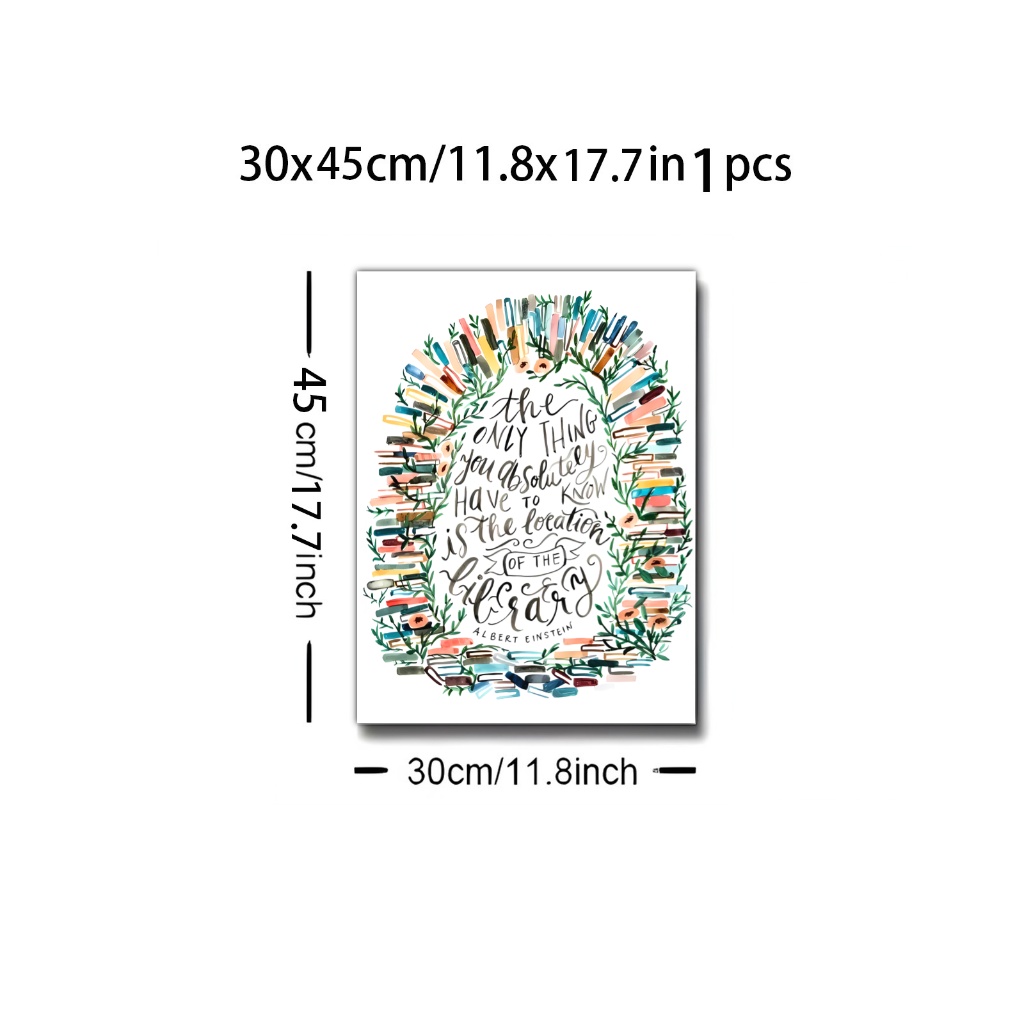 30x45cm/11.8x17.7in 1 pcs
45 cm/17.7inch
the
ONLY THING
you absolutely
HAVE TO KNOW
is the location
OF THE
library
ALBERT EINSTEIN
30cm/11.8inch